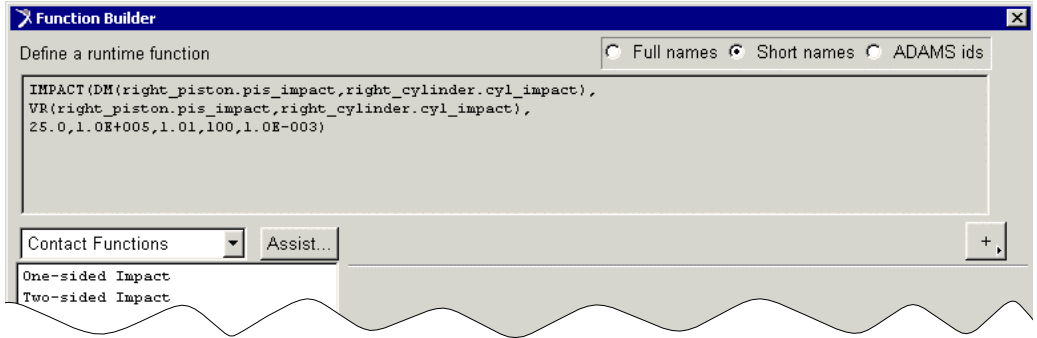 Function Builder
Define a runtime function
Full names Short names ADAMS ids
IMPACT(DM(right_piston.pis_impact,right_cylinder.cyl_impact),
VR(right_piston.pis_impact,right_cylinder.cyl_impact),
25.0,1.0E+005,1.01,100,1.0E-003)
Contact Functions Assist... +
One-sided Impact
Two-sided Impact